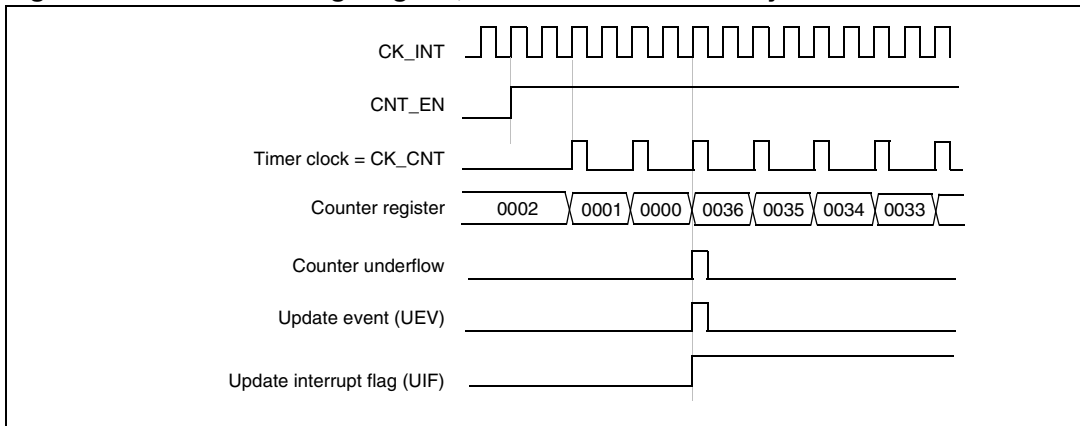 CK_INT
CNT_EN
Timer clock = CK_CNT
Counter register 0002 0001 0000 0036 0035 0034 0033
Counter underflow
Update event (UEV)
Update interrupt flag (UIF)